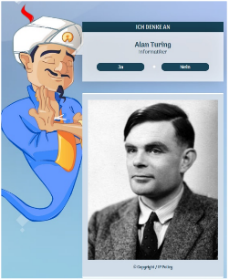 ICH DENKE AN
Alan Turing
Informatiker
Ja
Nein